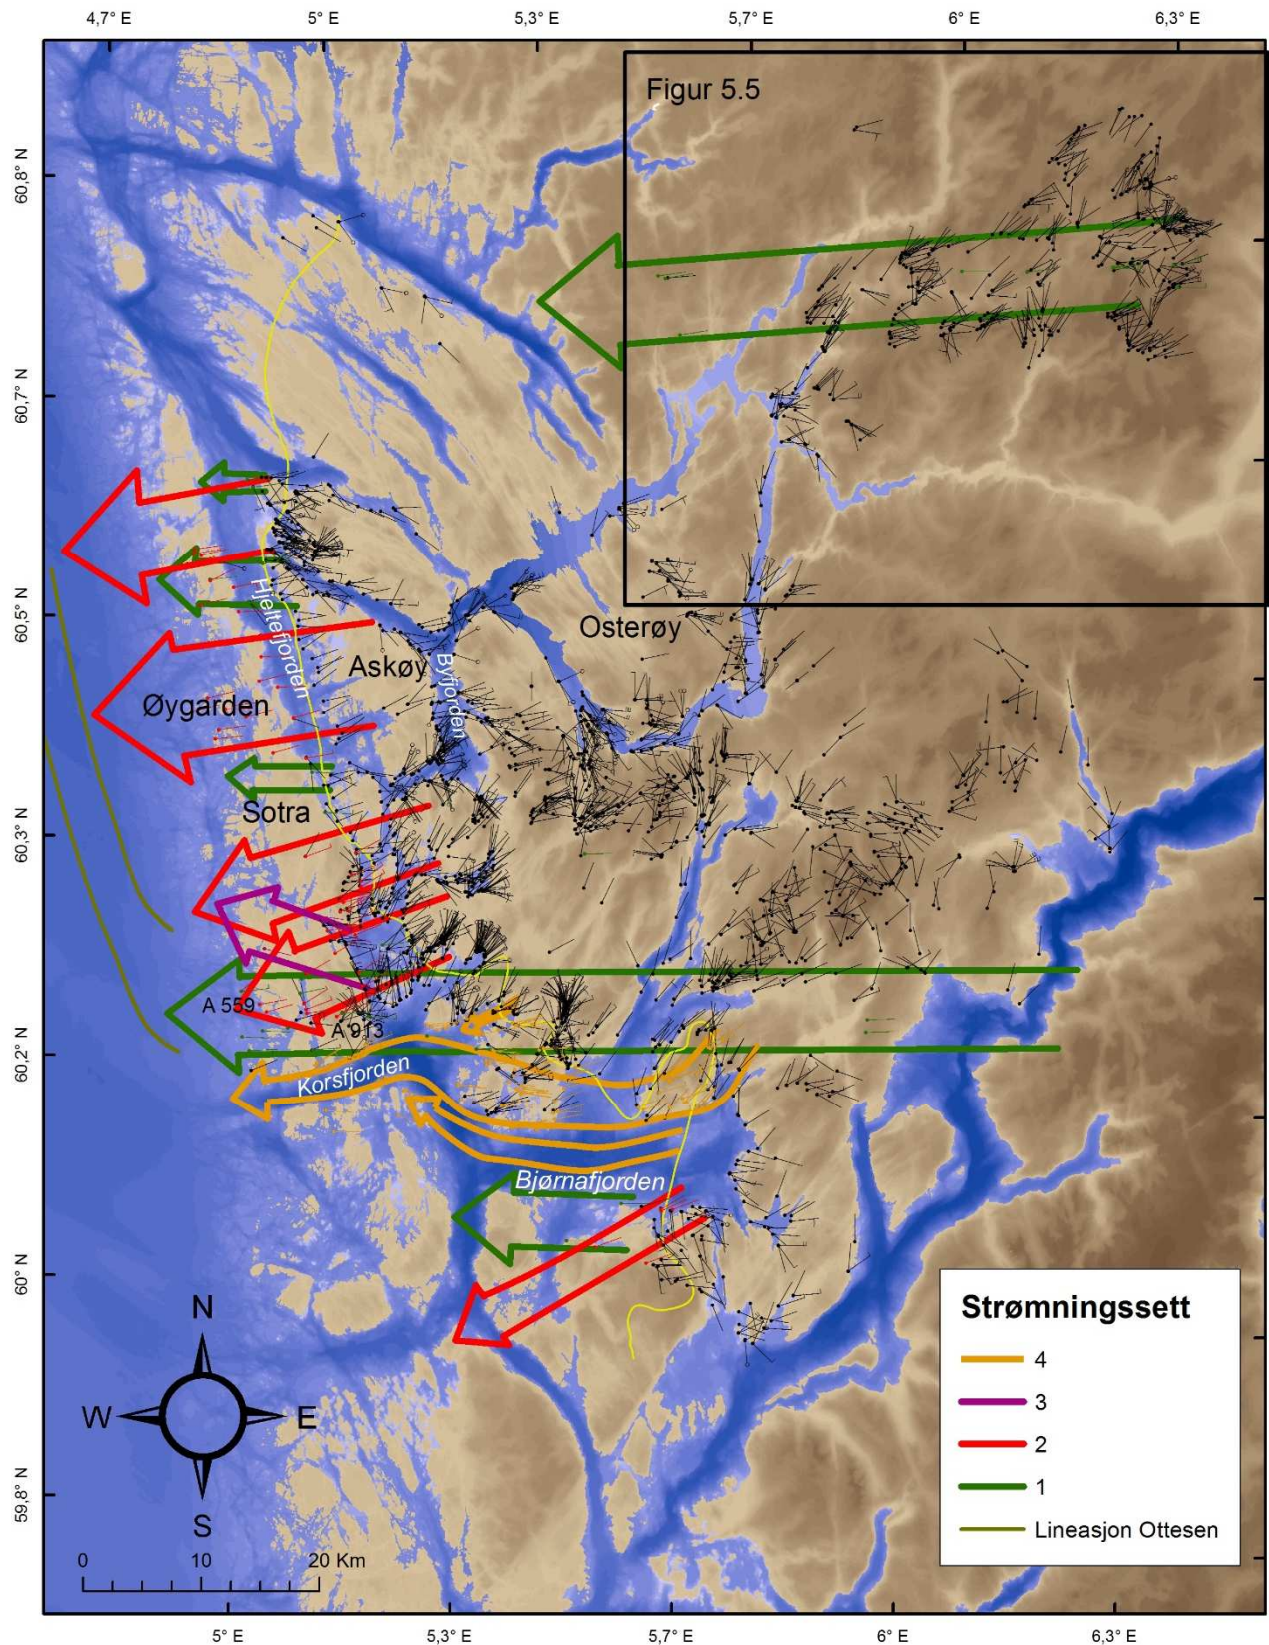 4,7° E
5° E
5,3° E
5,7° E
6° E
6,3° E
Figur 5.5
60,8° N
60,7° N
60,5° N
Hjeltefjorden
Osterøy
Askøy
Byfjorden
Øygarden
Sotra
60,3° N
A 559
A 913
60,2° N
Korsfjorden
Bjørnafjorden
60° N
N
W
E
S
59,8° N
0
10
20 Km
Strømningssett
4
3
2
1
Lineasjon Ottesen
5° E
5,3° E
5,7° E
6° E
6,3° E